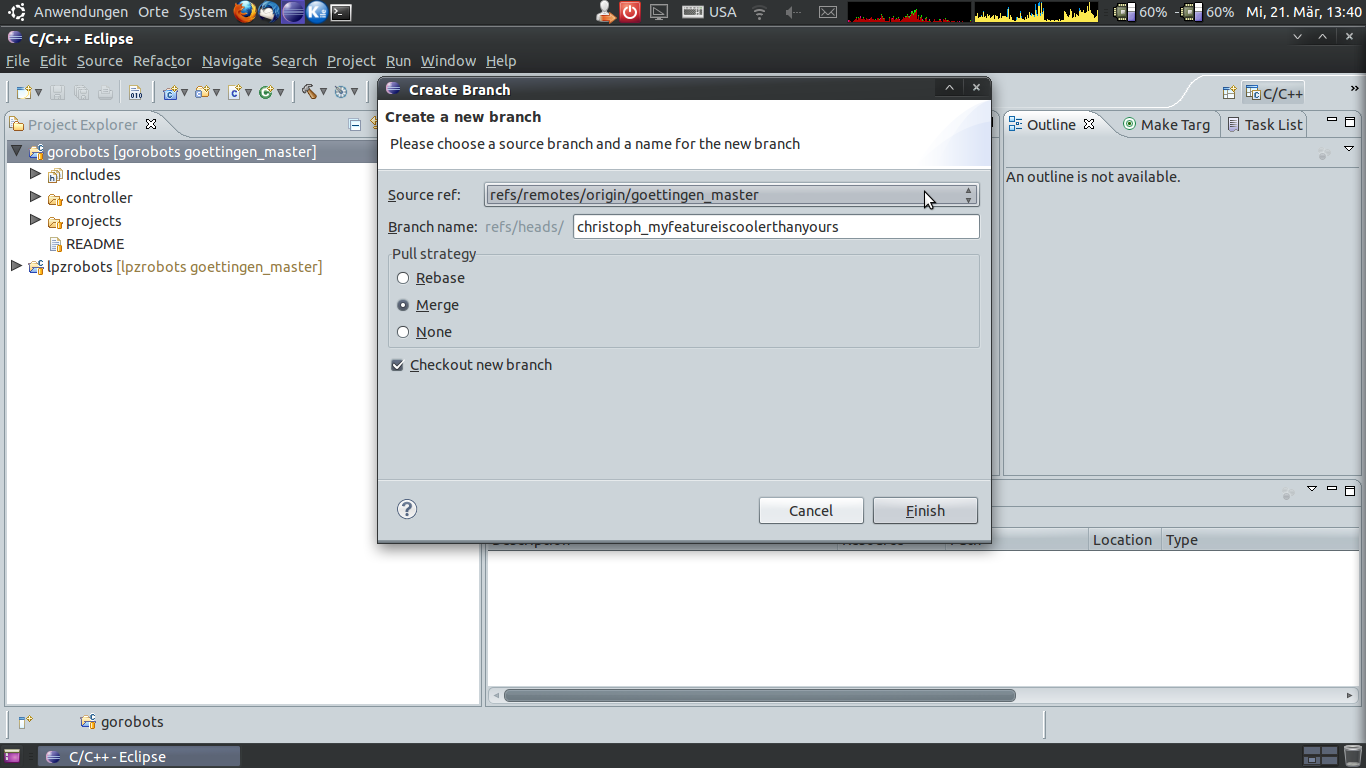 Anwendungen Orte System USA 60% 60% Mi, 21. Mär, 13:40
C/C++ - Eclipse
File Edit Source Refactor Navigate Search Project Run Window Help
010
C/C++
»
Create Branch
Create a new branch
Please choose a source branch and a name for the new branch
Source ref: refs/remotes/origin/goettingen_master
Branch name: refs/heads/ christoph_myfeatureiscoolerthanyours
Pull strategy
Rebase
Merge
None
Checkout new branch
Cancel Finish
Project Explorer
gorobots [gorobots goettingen_master]
Includes
controller
projects
README
lpzrobots [lpzrobots goettingen_master]
Outline Make Targ Task List
An outline is not available.
Location Type
gorobots
C/C++ - Eclipse